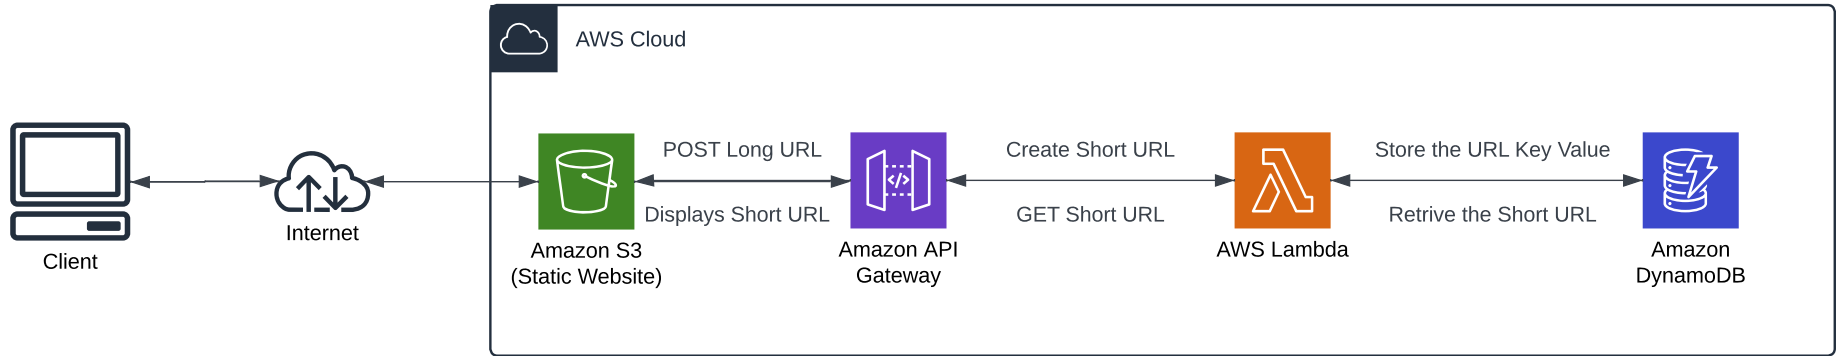 AWS Cloud
Client
Internet
Amazon S3
(Static Website)
POST Long URL
Displays Short URL
Amazon API
Gateway
Create Short URL
GET Short URL
AWS Lambda
Store the URL Key Value
Retrive the Short URL
Amazon
DynamoDB